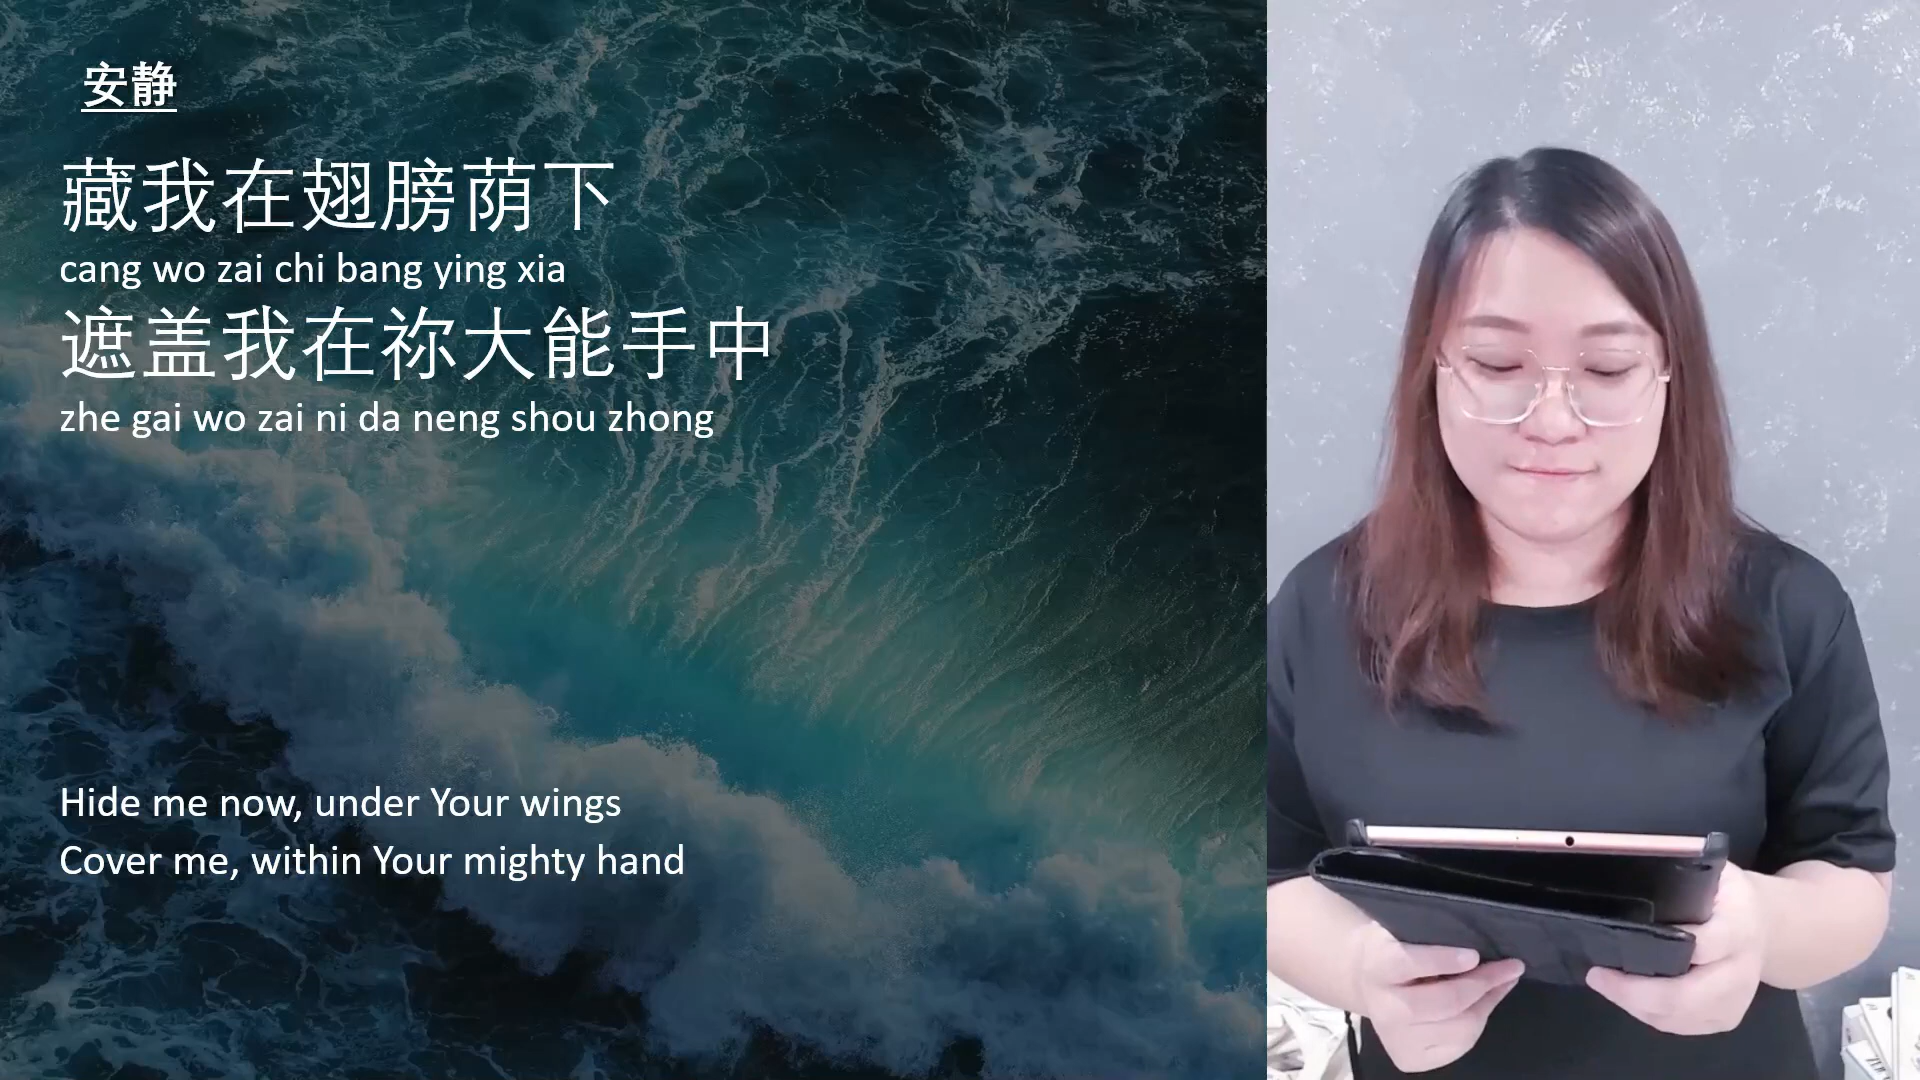 安静
藏我在翅膀荫下
cang wo zai chi bang ying xia
遮盖我在祢大能手中
zhe gai wo zai ni da neng shou zhong
Hide me now, under Your wings
Cover me, within Your mighty hand